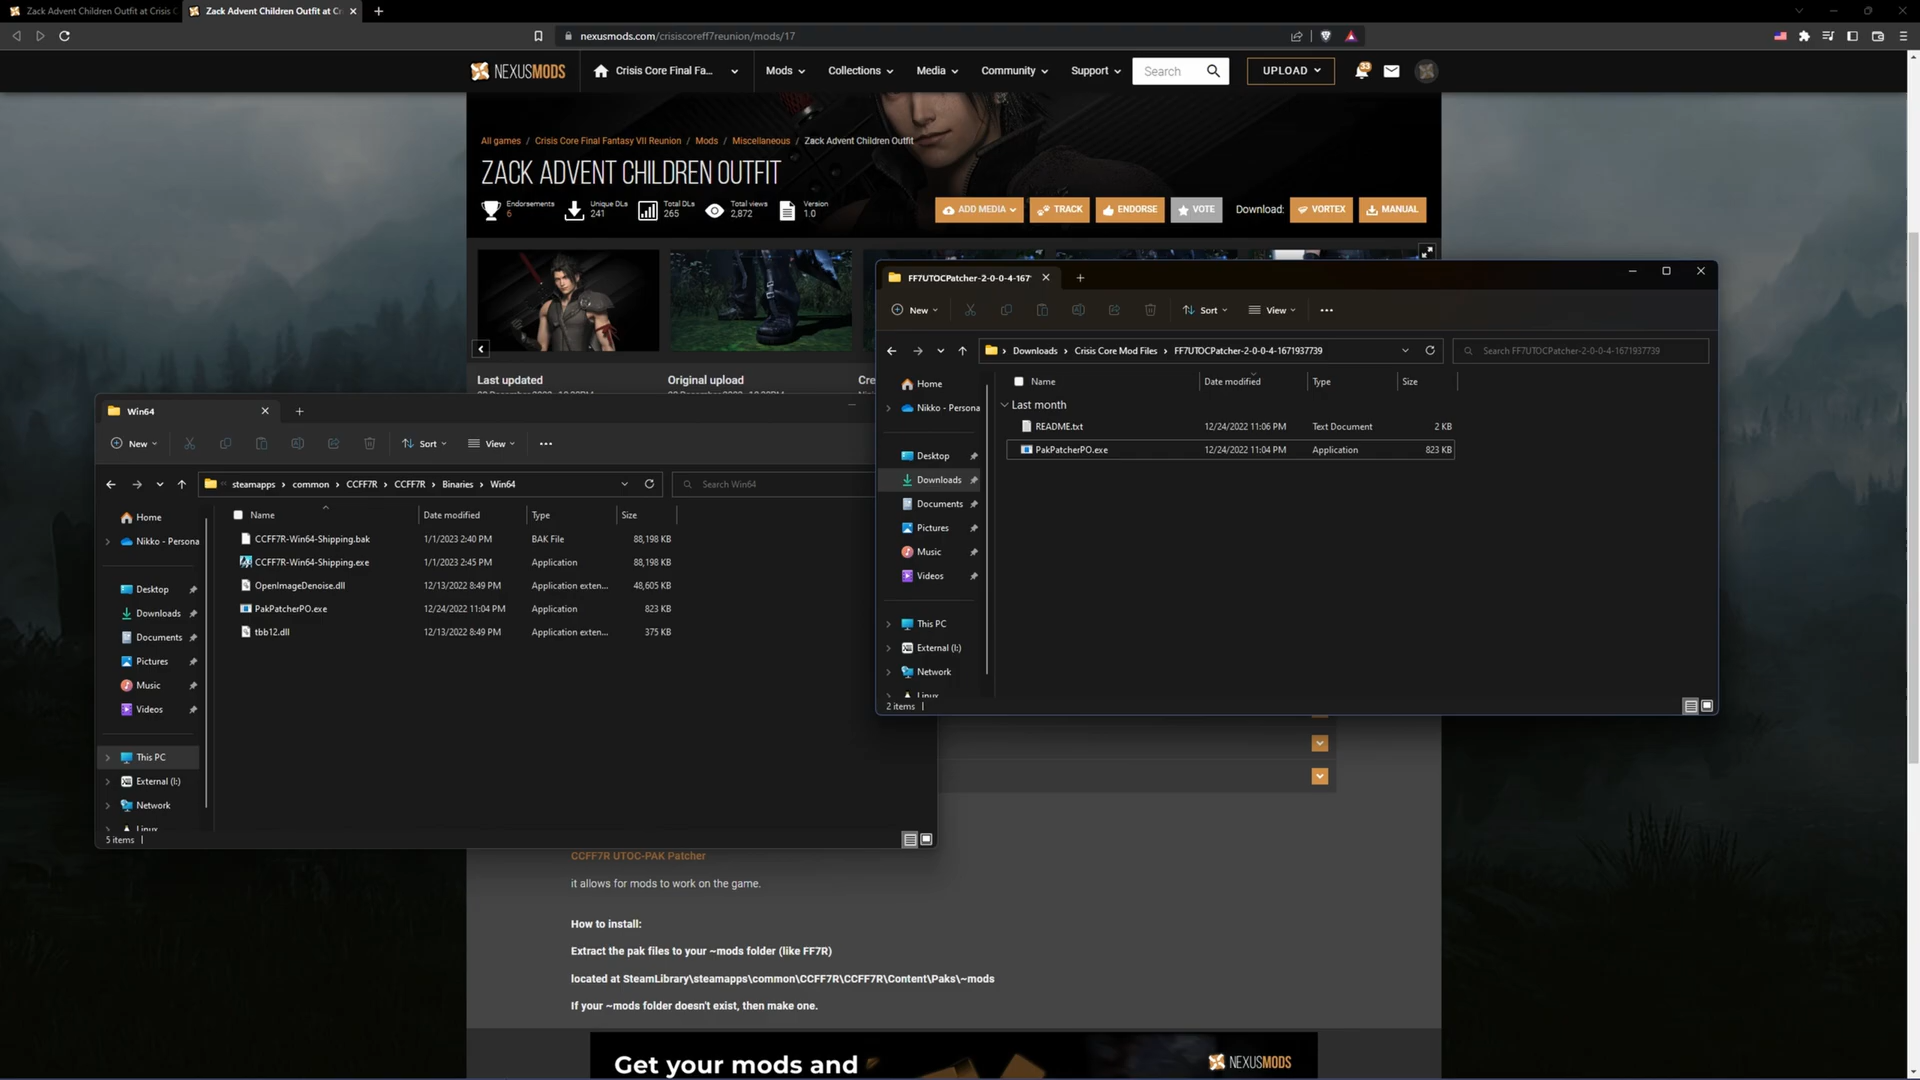 Zack Advent Children Outfit at Crisis C
Zack Advent Children Outfit at Cri
nexusmods.com/crisiscoreff7reunion/mods/17
NEXUSMODS
Crisis Core Final Fa...
Mods
Collections
Media
Community
Support
Search
UPLOAD
33
All games / Crisis Core Final Fantasy VII Reunion / Mods / Miscellaneous / Zack Advent Children Outfit
ZACK ADVENT CHILDREN OUTFIT
Endorsements
6
Unique DLs
241
Total DLs
265
Total views
2,872
Version
1.0
ADD MEDIA
TRACK
ENDORSE
VOTE
Download:
VORTEX
MANUAL
Last updated
Original upload
Cre
FF7UTOCPatcher-2-0-0-4-167
New
Sort
View
Downloads > Crisis Core Mod Files > FF7UTOCPatcher-2-0-0-4-1671937739
Search FF7UTOCPatcher-2-0-0-4-1671937739
Home
Nikko - Persona
Desktop
Downloads
Documents
Pictures
Music
Videos
This PC
External (I:)
Network
Linux
Name Date modified Type Size
Last month
README.txt 12/24/2022 11:06 PM Text Document 2 KB
PakPatcherPO.exe 12/24/2022 11:04 PM Application 823 KB
2 items
Win64
New
Sort
View
steamapps > common > CCFF7R > CCFF7R > Binaries > Win64
Search Win64
Home
Nikko - Persona
Desktop
Downloads
Documents
Pictures
Music
Videos
This PC
External (I:)
Network
Linux
Name Date modified Type Size
CCFF7R-Win64-Shipping.bak 1/1/2023 2:40 PM BAK File 88,198 KB
CCFF7R-Win64-Shipping.exe 1/1/2023 2:45 PM Application 88,198 KB
OpenImageDenoise.dll 12/13/2022 8:49 PM Application exten... 48,605 KB
PakPatcherPO.exe 12/24/2022 11:04 PM Application 823 KB
tbb12.dll 12/13/2022 8:49 PM Application exten... 375 KB
5 items
CCFF7R UTOC-PAK Patcher
it allows for mods to work on the game.
How to install:
Extract the pak files to your ~mods folder (like FF7R)
located at SteamLibrary\steamapps\common\CCFF7R\CCFF7R\Content\Paks\~mods
If your ~mods folder doesn't exist, then make one.
Get your mods and
NEXUSMODS